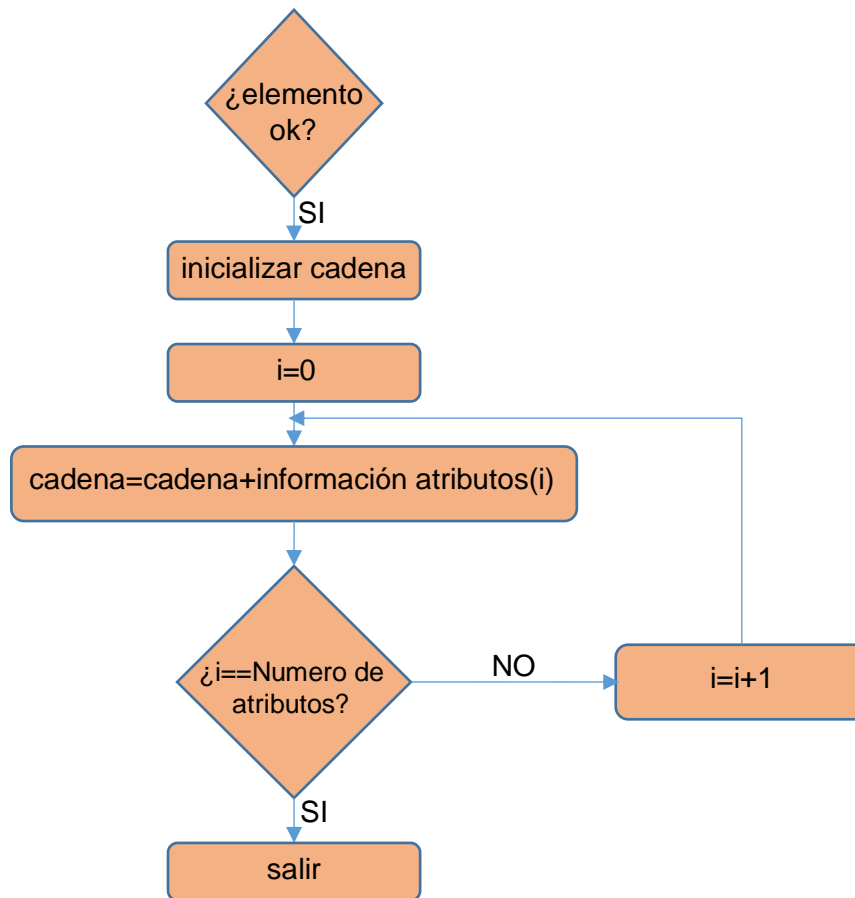 ¿elemento
ok?
SI
inicializar cadena
i=0
cadena=cadena+información atributos(i)
¿i==Numero de
atributos?
NO
i=i+1
SI
salir